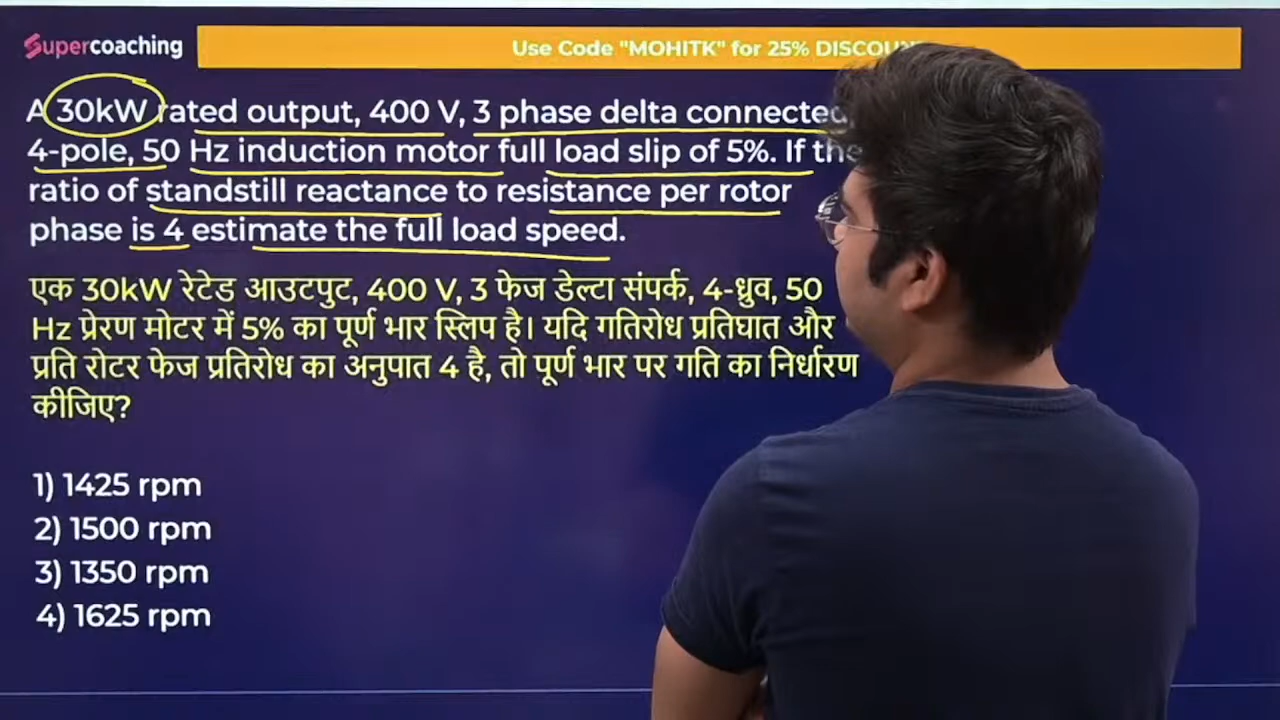 Supercoaching
Use Code "MOHITK" for 25% DISCOUN
A 30kW rated output, 400 V, 3 phase delta connected,
4-pole, 50 Hz induction motor full load slip of 5%. If the
ratio of standstill reactance to resistance per rotor
phase is 4 estimate the full load speed.
एक 30kW रेटेड आउटपुट, 400 V, 3 फेज डेल्टा संपर्क, 4-ध्रुव, 50
Hz प्रेरण मोटर में 5% का पूर्ण भार स्लिप है। यदि गतिरोध प्रतिघात और
प्रति रोटर फेज प्रतिरोध का अनुपात 4 है, तो पूर्ण भार पर गति का निर्धारण
कीजिए?
1) 1425 rpm
2) 1500 rpm
3) 1350 rpm
4) 1625 rpm